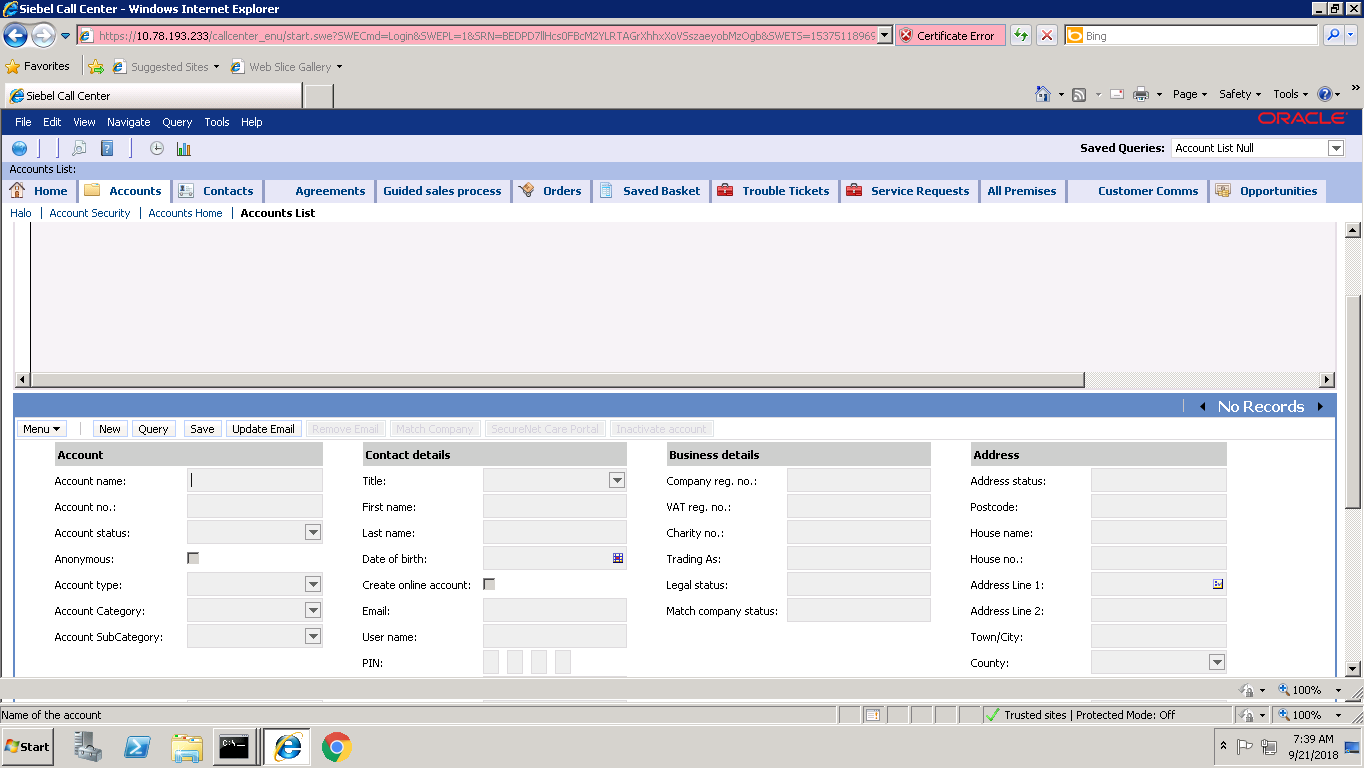 Siebel Call Center - Windows Internet Explorer
https://10.78.193.233/callcenter_enu/start.swe?SWECmd=Login&SWEPL=1&SRN=
Certificate Error
Bing
Favorites Suggested Sites Web Slice Gallery
Siebel Call Center
Page Safety Tools
File Edit View Navigate Query Tools Help
ORACLE
Saved Queries: Account List Null
Accounts List:
Home Accounts Contacts Agreements Guided sales process Orders Saved Basket Trouble Tickets Service Requests All Premises Customer Comms Opportunities
Halo | Account Security | Accounts Home | Accounts List
No Records
Menu New Query Save Update Email Remove Email Match Company SecureNet Care Portal Inactivate account
Account Contact details Business details Address
Account name: Title: Company reg. no.: Address status:
Account no.: First name: VAT reg. no.: Postcode:
Account status: Last name: Charity no.: House name:
Anonymous: Date of birth: Trading As: House no.:
Account type: Create online account: Legal status: Address Line 1:
Account Category: Email: Match company status: Address Line 2:
Account SubCategory: User name: Town/City:
PIN: County:
100%
Name of the account Trusted sites | Protected Mode: Off 100%
Start 7:39 AM
9/21/2018